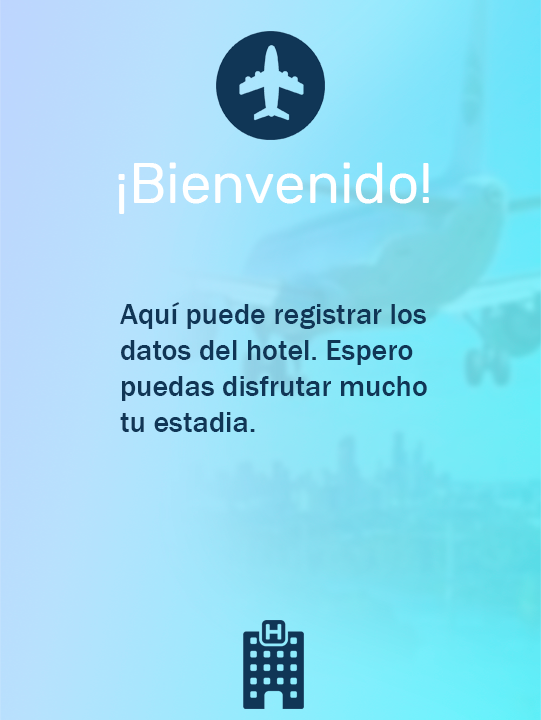 ¡Bienvenido!
Aquí puede registrar los
datos del hotel. Espero
puedas disfrutar mucho
tu estadia.
H